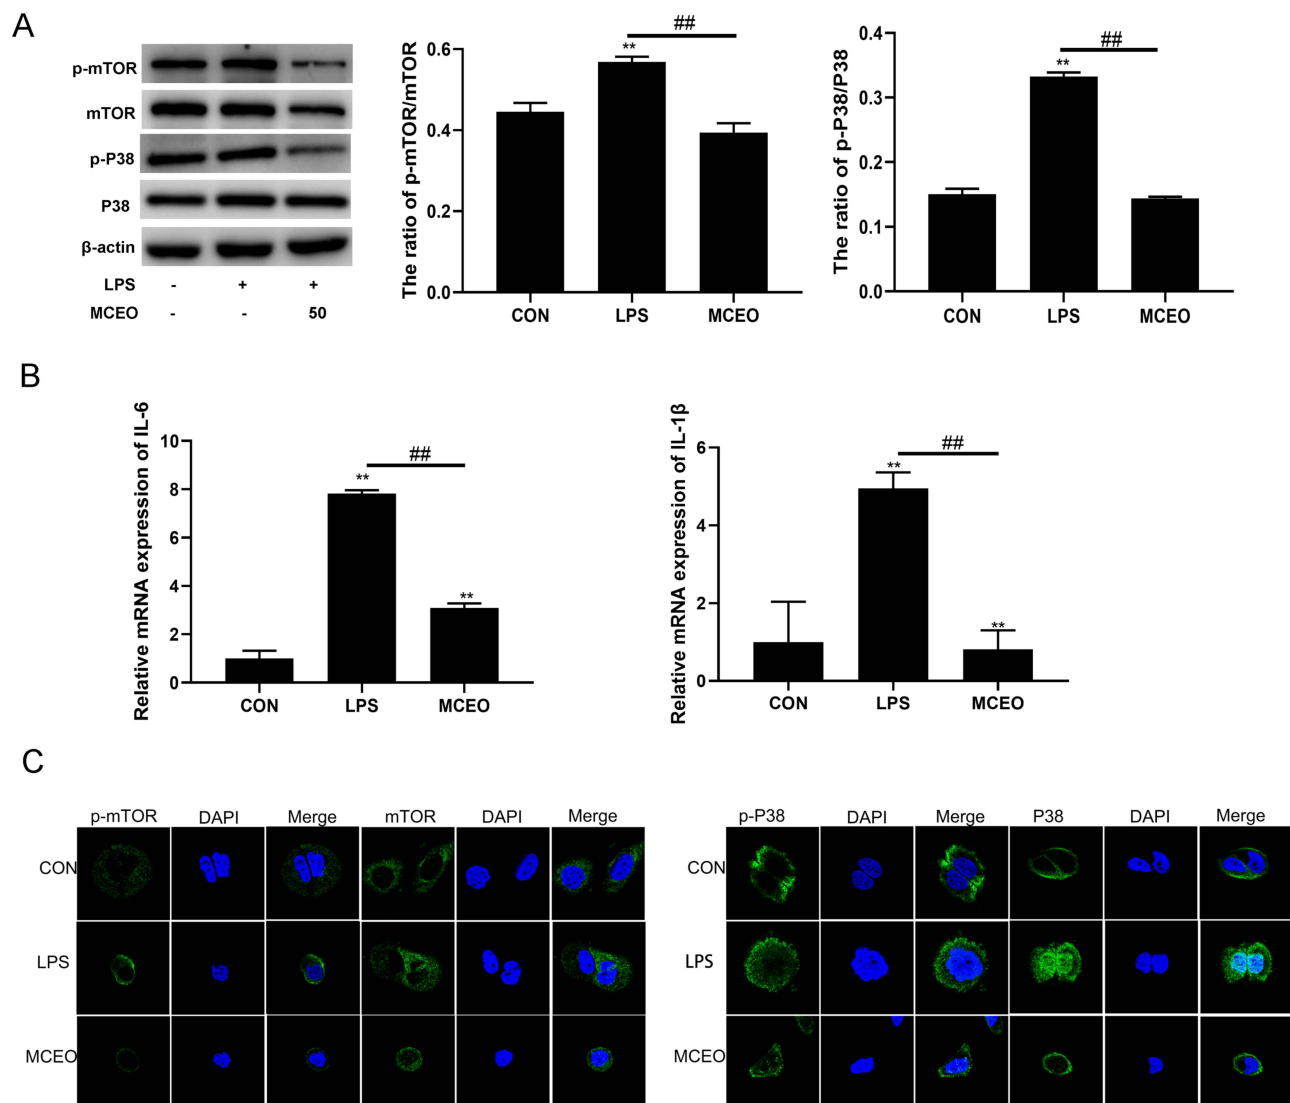 A
p-mTOR
mTOR
p-P38
P38
β-actin
LPS - + +
MCEO - - 50
The ratio of p-mTOR/mTOR
0.6
0.4
0.2
0.0
**
##
CON LPS MCEO
The ratio of p-P38/P38
0.4
0.3
0.2
0.1
0.0
**
##
CON LPS MCEO
B
Relative mRNA expression of IL-6
10
8
6
4
2
0
**
##
**
CON LPS MCEO
Relative mRNA expression of IL-1β
6
4
2
0
**
##
**
CON LPS MCEO
C
p-mTOR DAPI Merge mTOR DAPI Merge
CON
LPS
MCEO
p-P38 DAPI Merge P38 DAPI Merge
CON
LPS
MCEO